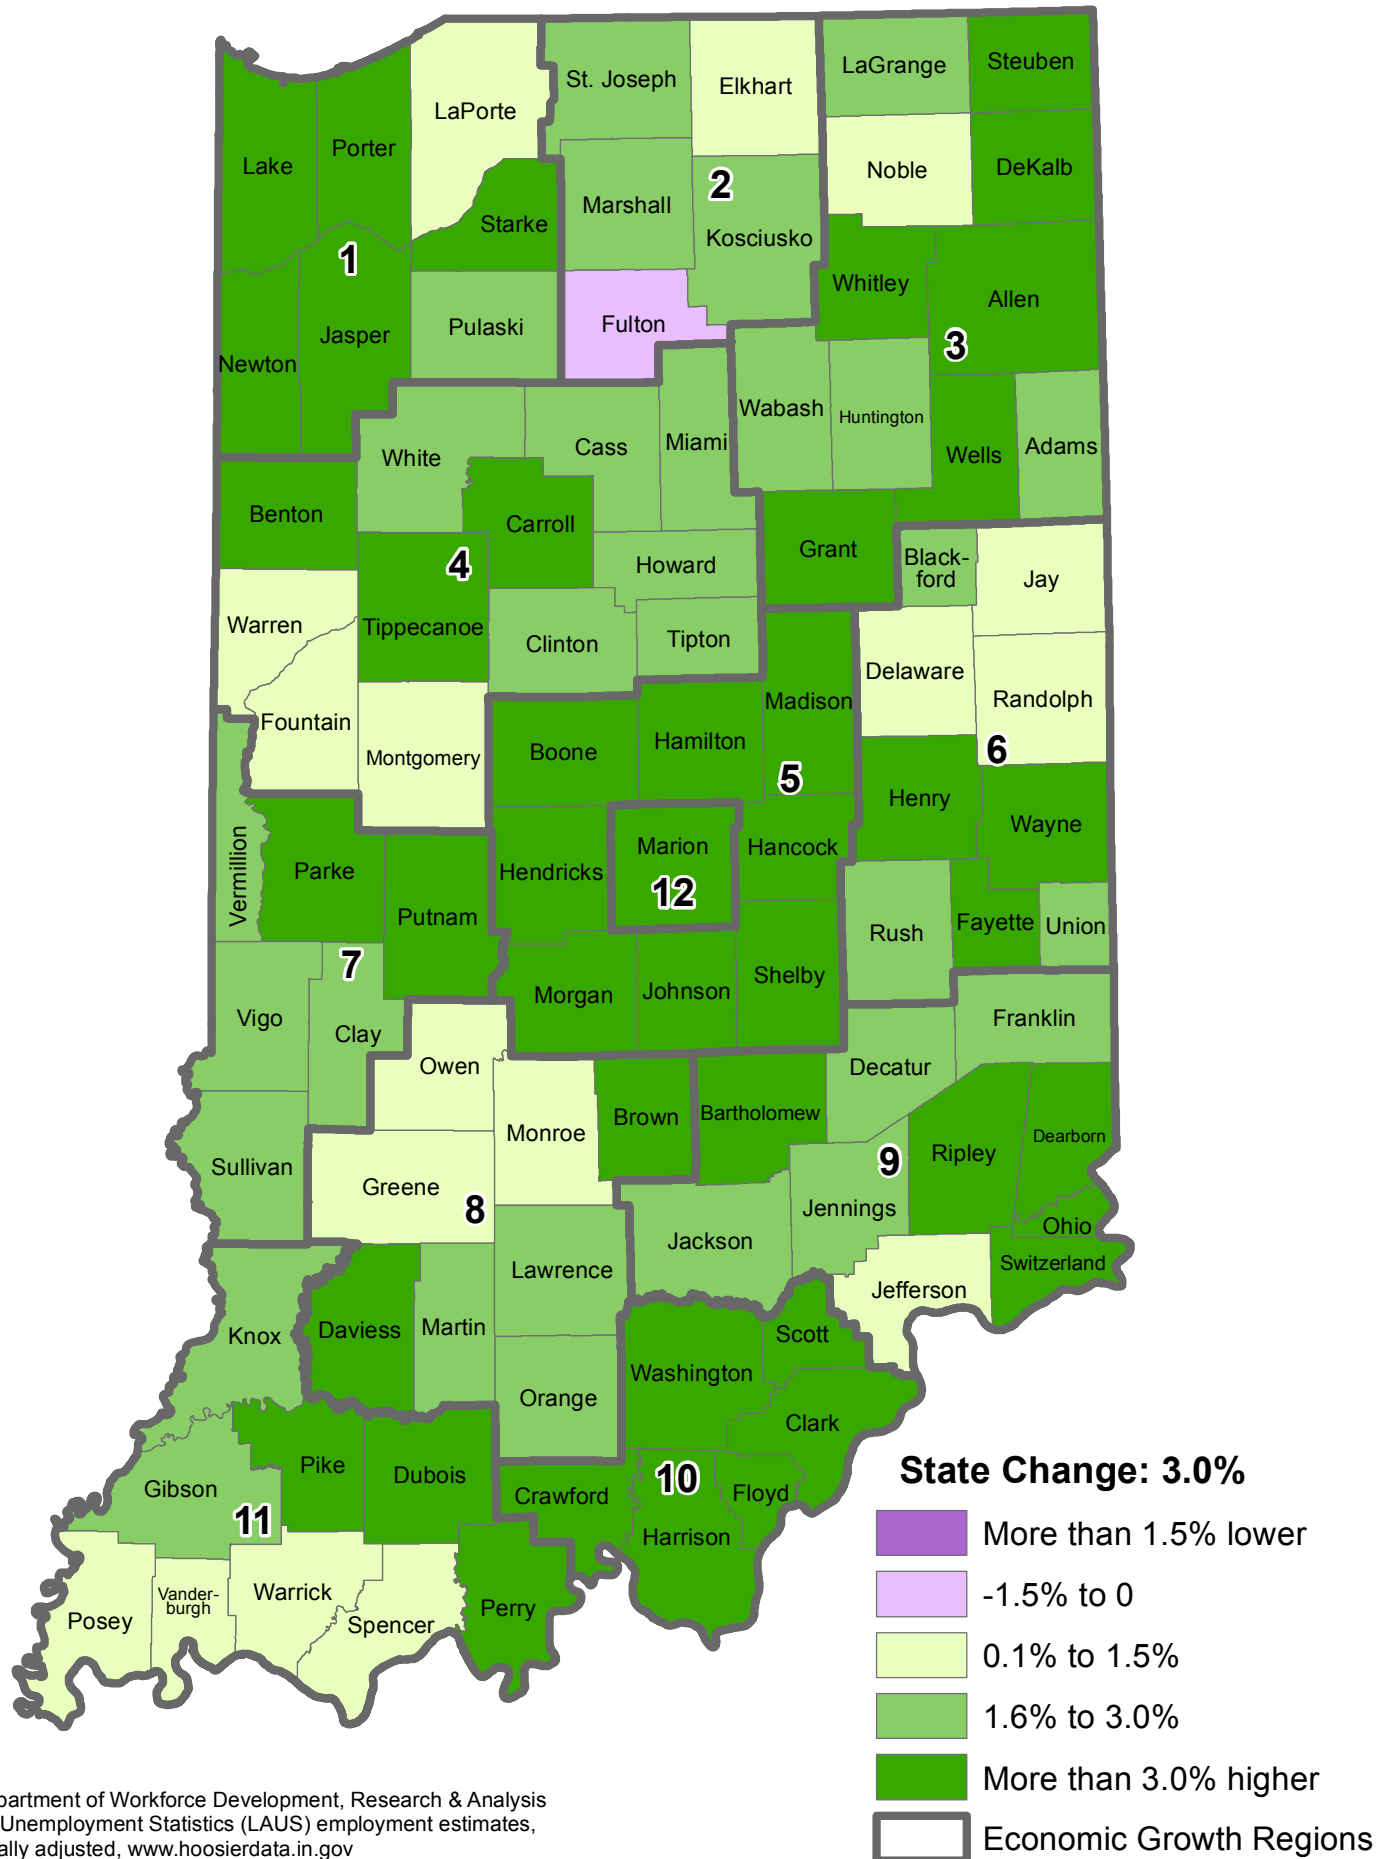 St. Joseph
Elkhart
LaGrange
Steuben
LaPorte
Porter
Lake
Noble
DeKalb
2
Marshall
Starke
Kosciusko
1
Whitley
Allen
Pulaski
Fulton
Jasper
3
Newton
Wabash
Huntington
Miami
Cass
White
Wells
Adams
Benton
Carroll
Grant
4
Howard
Black-
ford
Jay
Warren
Tippecanoe
Clinton
Tipton
Delaware
Randolph
Madison
Fountain
Montgomery
Boone
Hamilton
5
6
Henry
Wayne
Vermillion
Parke
Hendricks
Marion
12
Hancock
Putnam
Rush
Fayette
Union
7
Morgan
Johnson
Shelby
Vigo
Clay
Franklin
Owen
Decatur
Monroe
Brown
Bartholomew
Dearborn
Ripley
9
Sullivan
Greene
8
Jennings
Jackson
Ohio
Switzerland
Lawrence
Jefferson
Knox
Daviess
Martin
Scott
Washington
Orange
Clark
Pike
Dubois
Gibson
11
Crawford
10
Floyd
Harrison
Warrick
Vander-
burgh
Posey
Spencer
Perry
State Change: 3.0%
More than 1.5% lower
-1.5% to 0
0.1% to 1.5%
1.6% to 3.0%
More than 3.0% higher
Economic Growth Regions
of Workforce Development, Research & Analysis
Unemployment Statistics (LAUS) employment estimates,
adjusted, www.hoosierdata.in.gov